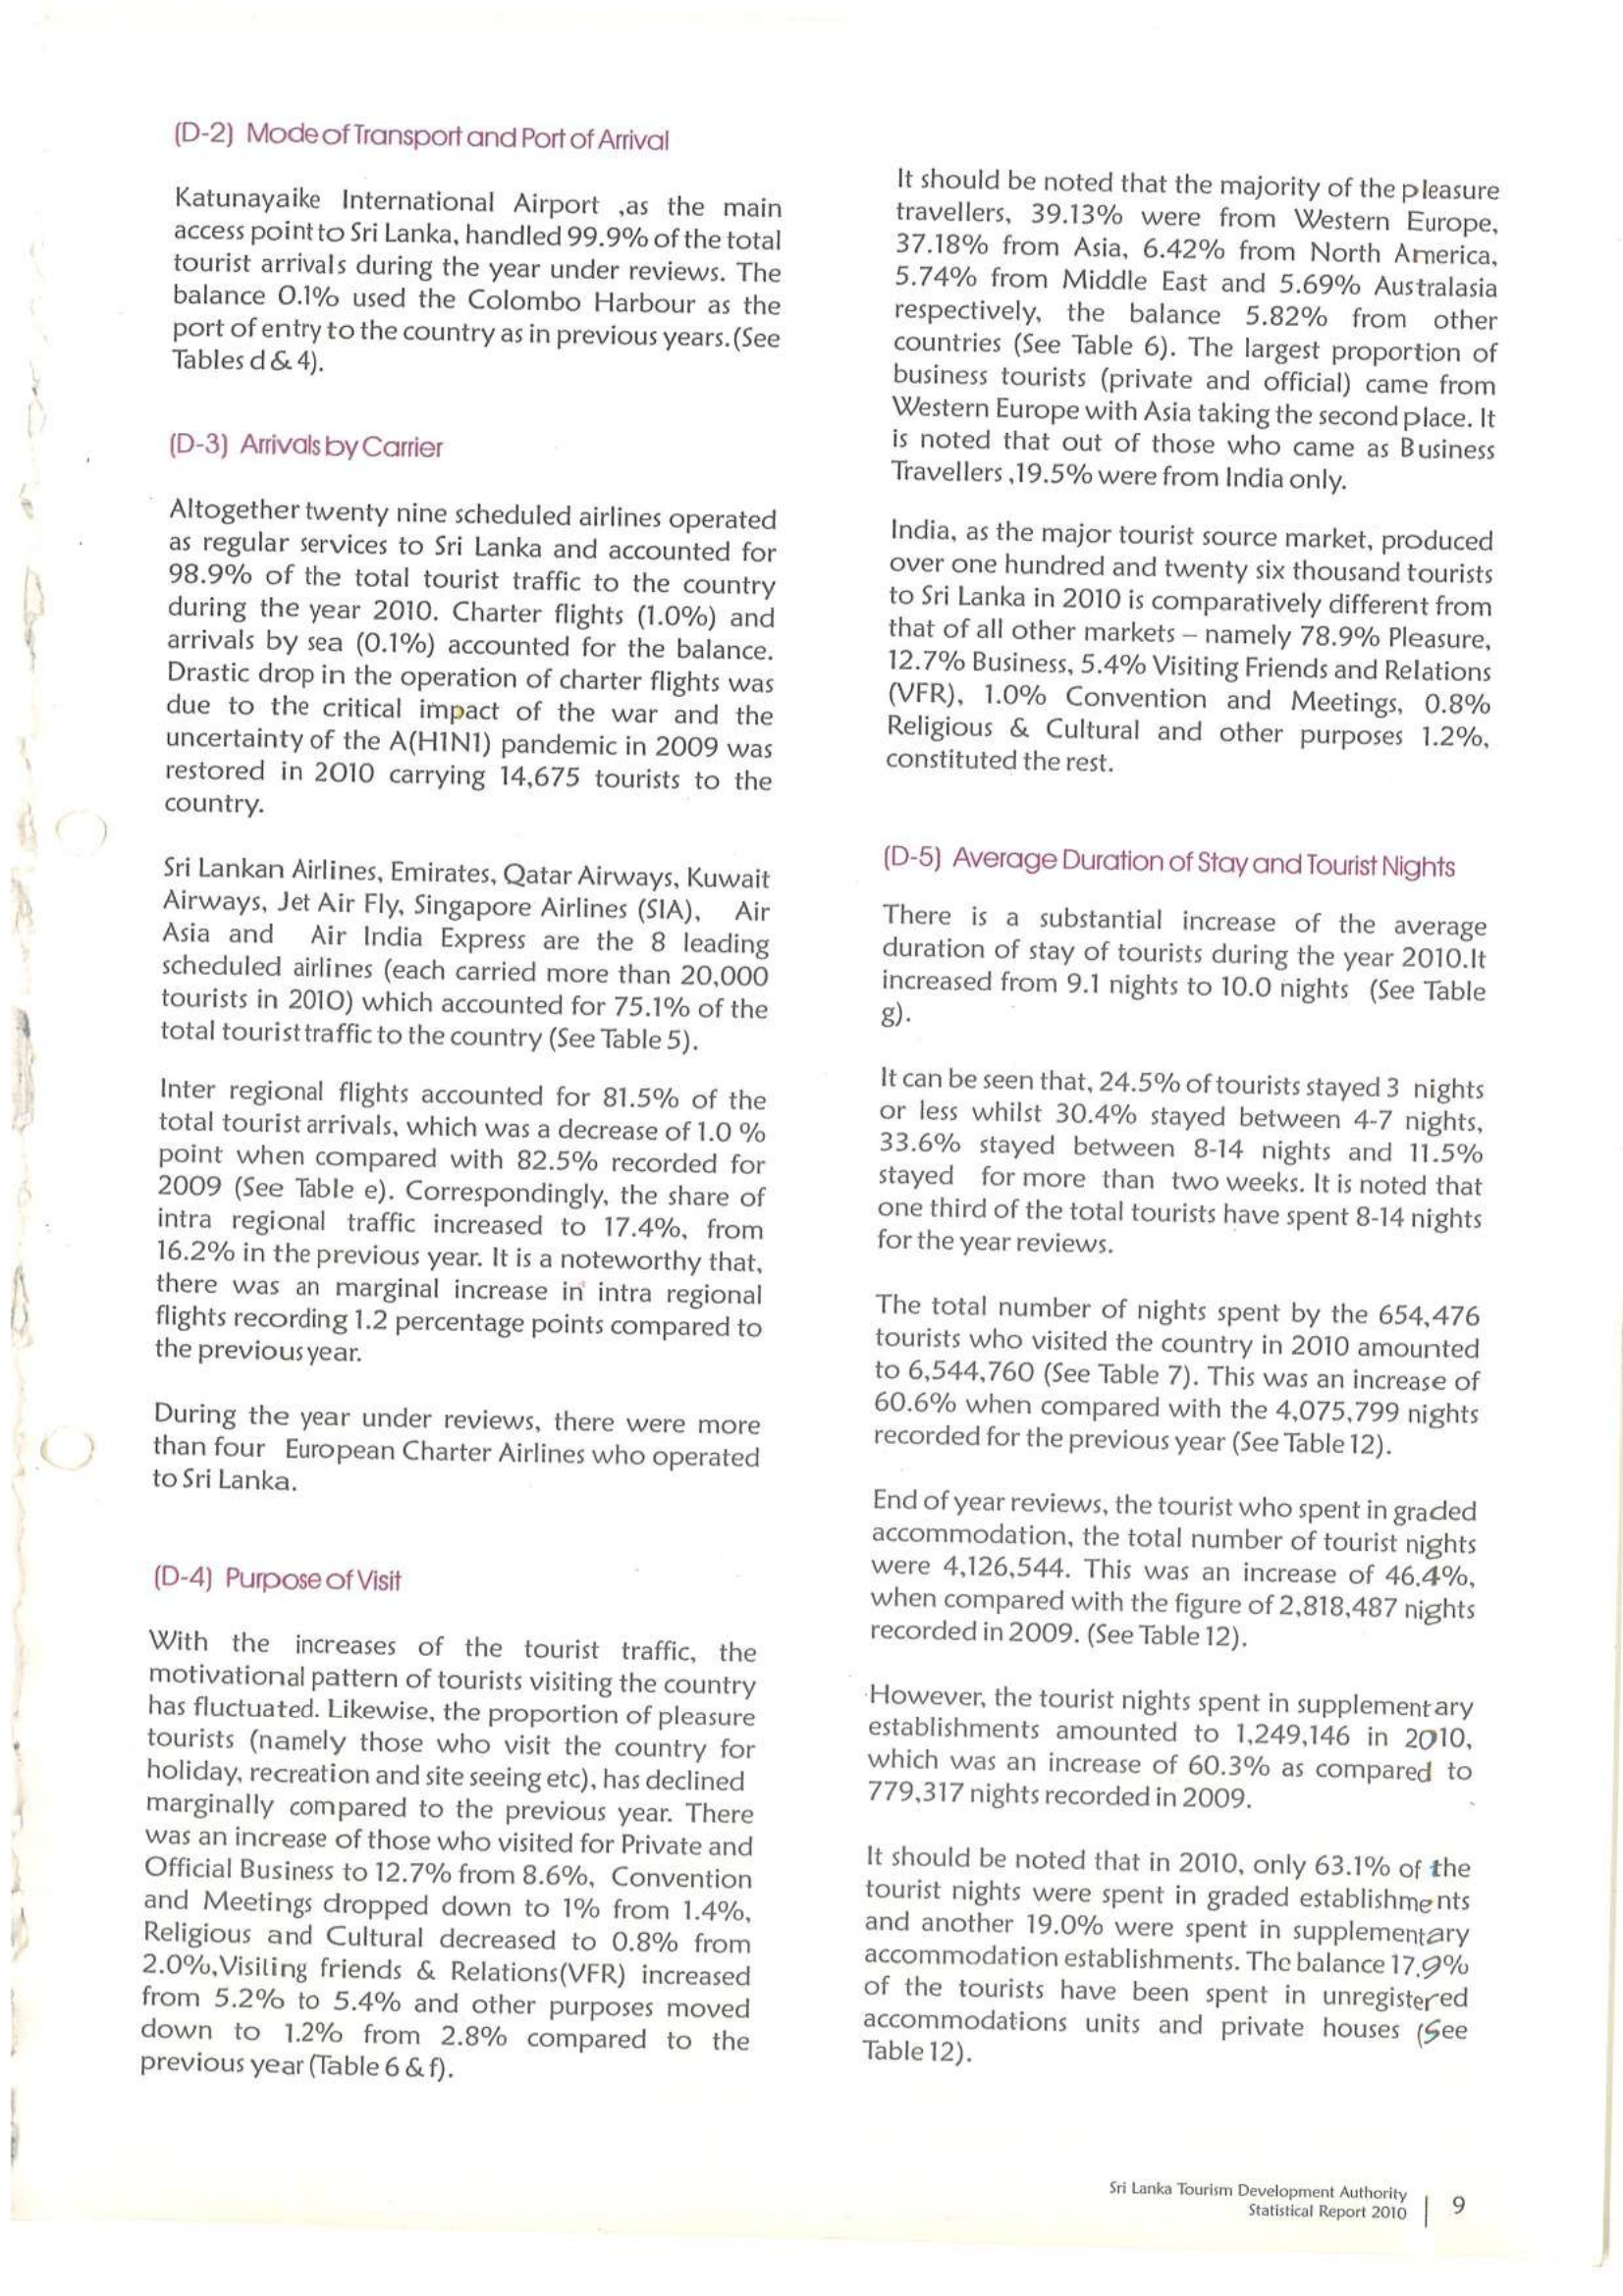 (D-2) Mode of Transport and Port of Arrival
Katunayaike International Airport ,as the main
access point to Sri Lanka, handled 99.9% of the total
tourist arrivals during the year under reviews. The
balance 0.1% used the Colombo Harbour as the
port of entry to the country as in previous years.(See
Tables d & 4).
(D-3) Arrivals by Carrier
Altogether twenty nine scheduled airlines operated
as regular services to Sri Lanka and accounted for
98.9% of the total tourist traffic to the country
during the year 2010. Charter flights (1.0%) and
arrivals by sea (0.1%) accounted for the balance.
Drastic drop in the operation of charter flights was
due to the critical impact of the war and the
uncertainty of the A(H1N1) pandemic in 2009 was
restored in 2010 carrying 14,675 tourists to the
country.
Sri Lankan Airlines, Emirates, Qatar Airways, Kuwait
Airways, Jet Air Fly, Singapore Airlines (SIA), Air
Asia and Air India Express are the 8 leading
scheduled airlines (each carried more than 20,000
tourists in 2010) which accounted for 75.1% of the
total tourist traffic to the country (See Table 5).
Inter regional flights accounted for 81.5% of the
total tourist arrivals, which was a decrease of 1.0 %
point when compared with 82.5% recorded for
2009 (See Table e). Correspondingly, the share of
intra regional traffic increased to 17.4%, from
16.2% in the previous year. It is a noteworthy that,
there was an marginal increase in intra regional
flights recording 1.2 percentage points compared to
the previous year.
During the year under reviews, there were more
than four European Charter Airlines who operated
to Sri Lanka.
(D-4) Purpose of Visit
With the increases of the tourist traffic, the
motivational pattern of tourists visiting the country
has fluctuated. Likewise, the proportion of pleasure
tourists (namely those who visit the country for
holiday, recreation and site seeing etc), has declined
marginally compared to the previous year. There
was an increase of those who visited for Private and
Official Business to 12.7% from 8.6%, Convention
and Meetings dropped down to 1% from 1.4%,
Religious and Cultural decreased to 0.8% from
2.0%,Visiling friends & Relations(VFR) increased
from 5.2% to 5.4% and other purposes moved
down to 1.2% from 2.8% compared to the
previous year (Table 6 & f).
It should be noted that the majority of the pleasure
travellers, 39.13% were from Western Europe,
37.18% from Asia, 6.42% from North America,
5.74% from Middle East and 5.69% Australasia
respectively, the balance 5.82% from other
countries (See Table 6). The largest proportion of
business tourists (private and official) came from
Western Europe with Asia taking the second place. It
is noted that out of those who came as Business
Travellers ,19.5% were from India only.
India, as the major tourist source market, produced
over one hundred and twenty six thousand tourists
to Sri Lanka in 2010 is comparatively different from
that of all other markets – namely 78.9% Pleasure,
12.7% Business, 5.4% Visiting Friends and Relations
(VFR), 1.0% Convention and Meetings, 0.8%
Religious & Cultural and other purposes 1.2%,
constituted the rest.
(D-5) Average Duration of Stay and Tourist Nights
There is a substantial increase of the average
duration of stay of tourists during the year 2010.It
increased from 9.1 nights to 10.0 nights (See Table
g).
It can be seen that, 24.5% of tourists stayed 3 nights
or less whilst 30.4% stayed between 4-7 nights,
33.6% stayed between 8-14 nights and 11.5%
stayed for more than two weeks. It is noted that
one third of the total tourists have spent 8-14 nights
for the year reviews.
The total number of nights spent by the 654,476
tourists who visited the country in 2010 amounted
to 6,544,760 (See Table 7). This was an increase of
60.6% when compared with the 4,075,799 nights
recorded for the previous year (See Table 12).
End of year reviews, the tourist who spent in graded
accommodation, the total number of tourist nights
were 4,126,544. This was an increase of 46.4%,
when compared with the figure of 2,818,487 nights
recorded in 2009. (See Table 12).
However, the tourist nights spent in supplementary
establishments amounted to 1,249,146 in 2010,
which was an increase of 60.3% as compared to
779,317 nights recorded in 2009.
It should be noted that in 2010, only 63.1% of the
tourist nights were spent in graded establishments
and another 19.0% were spent in supplementary
accommodation establishments. The balance 17.9%
of the tourists have been spent in unregistered
accommodations units and private houses (See
Table 12).
Sri Lanka Tourism Development Authority
Statistical Report 2010
9